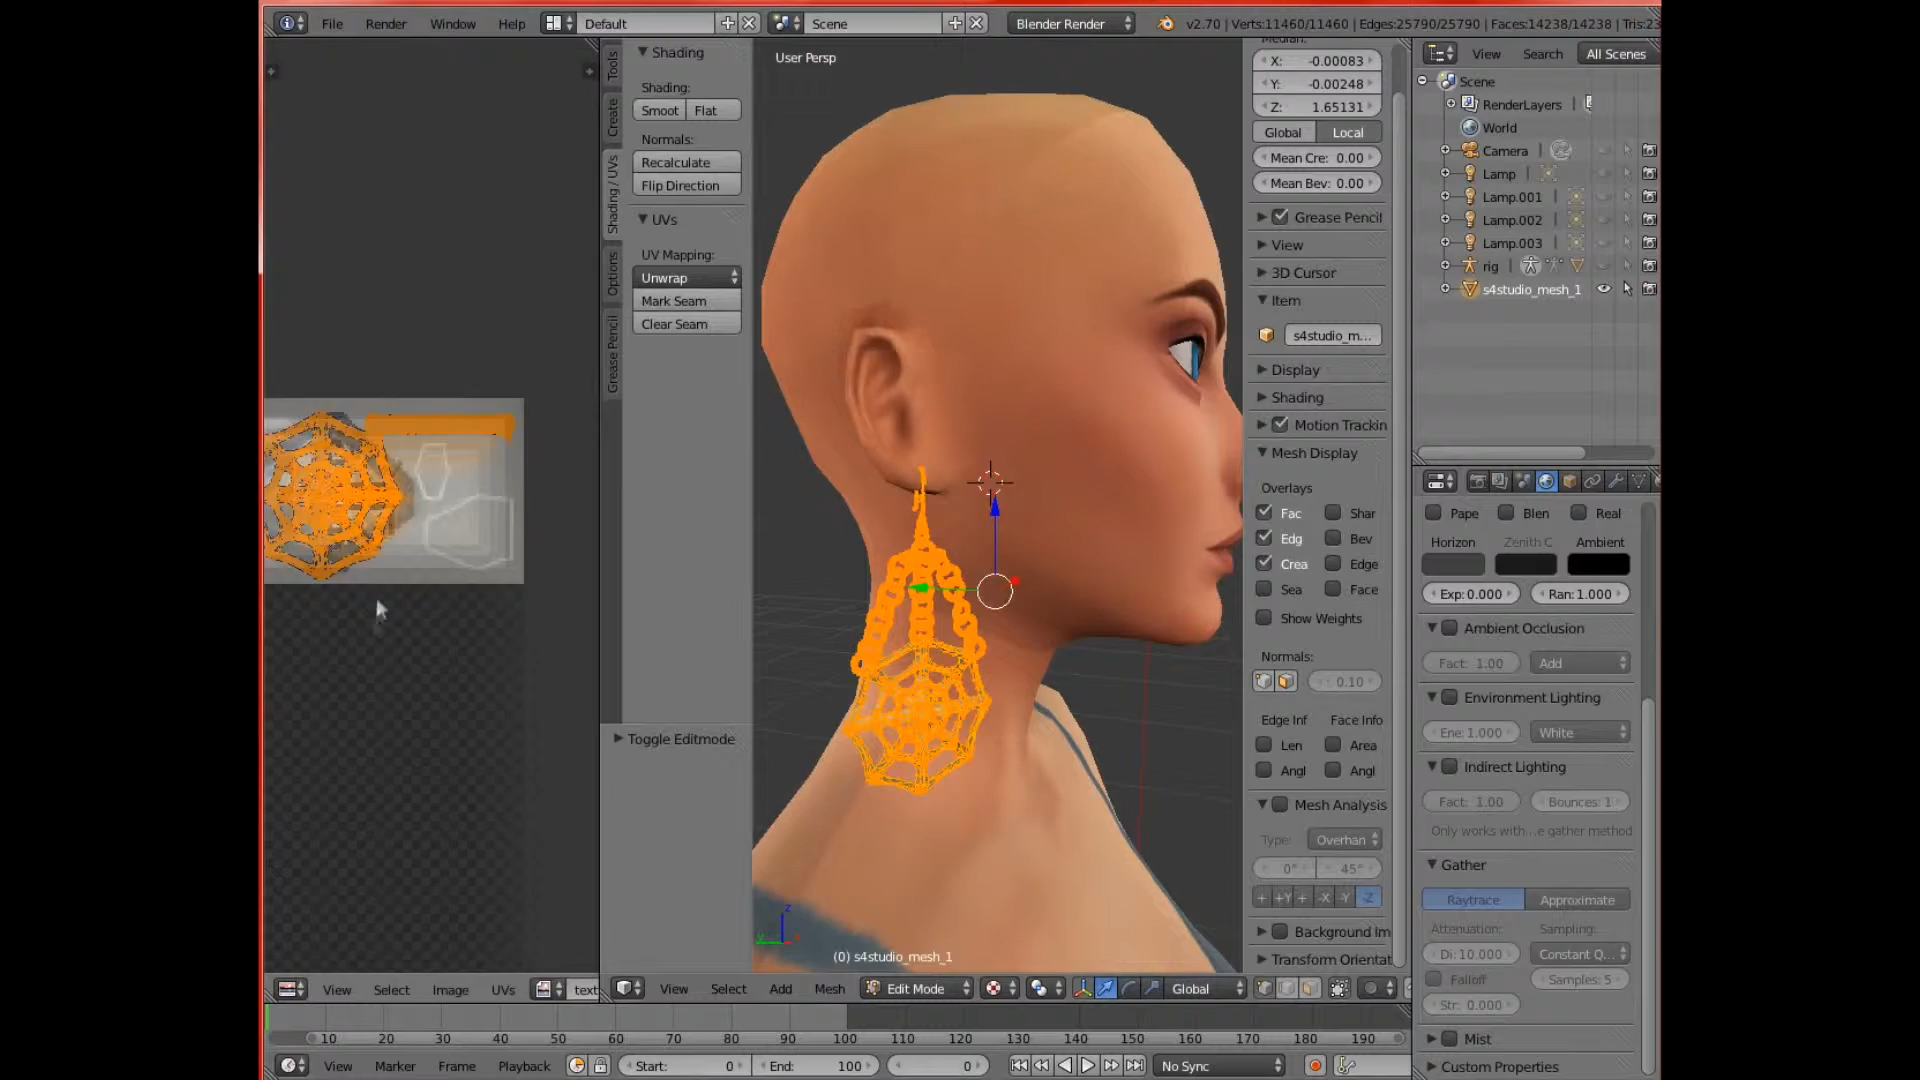 File Render Window Help Default Scene Blender Render v2.70 | Verts:11460/11460 | Edges:25790/25790 | Faces:14238/14238 | Tris:23
Tools
Create
Shading / UVs
Options
Grease Pencil
Shading
Shading:
Smoot Flat
Normals:
Recalculate
Flip Direction
UVs
UV Mapping:
Unwrap
Mark Seam
Clear Seam
Toggle Editmode
User Persp
(0) s4studio_mesh_1
Median:
X: -0.00083
Y: -0.00248
Z: 1.65131
Global Local
Mean Cre: 0.00
Mean Bev: 0.00
Grease Pencil
View
3D Cursor
Item
s4studio_m...
Display
Shading
Motion Trackin
Mesh Display
Overlays
Fac Shar
Edg Bev
Crea Edge
Sea Face
Show Weights
Normals:
0.10
Edge Inf Face Info
Len Area
Angl Angl
Mesh Analysis
Type: Overhan
0° 45°
+ +Y + -X -Y -Z
Background Im
Transform Orientat
View Search All Scenes
Scene
RenderLayers
World
Camera
Lamp
Lamp.001
Lamp.002
Lamp.003
rig
s4studio_mesh_1
Pape Blen Real
Horizon Zenith C Ambient
Exp:0.000 Ran:1.000
Ambient Occlusion
Fact: 1.00 Add
Environment Lighting
Ene: 1.000 White
Indirect Lighting
Fact: 1.00 Bounces: 1
Only works with...e gather method
Gather
Raytrace Approximate
Attenuation: Sampling:
Di: 10.000 Constant Q...
Falloff Samples: 5
Str: 0.000
Mist
Custom Properties
View Select Image UVs text
View Select Add Mesh Edit Mode Global
10 20 30 40 50 60 70 80 90 100 110 120 130 140 150 160 170 180 190
View Marker Frame Playback Start: 0 End: 100 0 No Sync